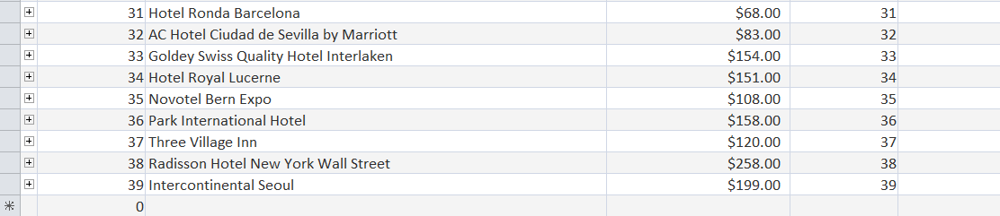 31 Hotel Ronda Barcelona $68.00 31
32 AC Hotel Ciudad de Sevilla by Marriott $83.00 32
33 Goldey Swiss Quality Hotel Interlaken $154.00 33
34 Hotel Royal Lucerne $151.00 34
35 Novotel Bern Expo $108.00 35
36 Park International Hotel $158.00 36
37 Three Village Inn $120.00 37
38 Radisson Hotel New York Wall Street $258.00 38
39 Intercontinental Seoul $199.00 39
0